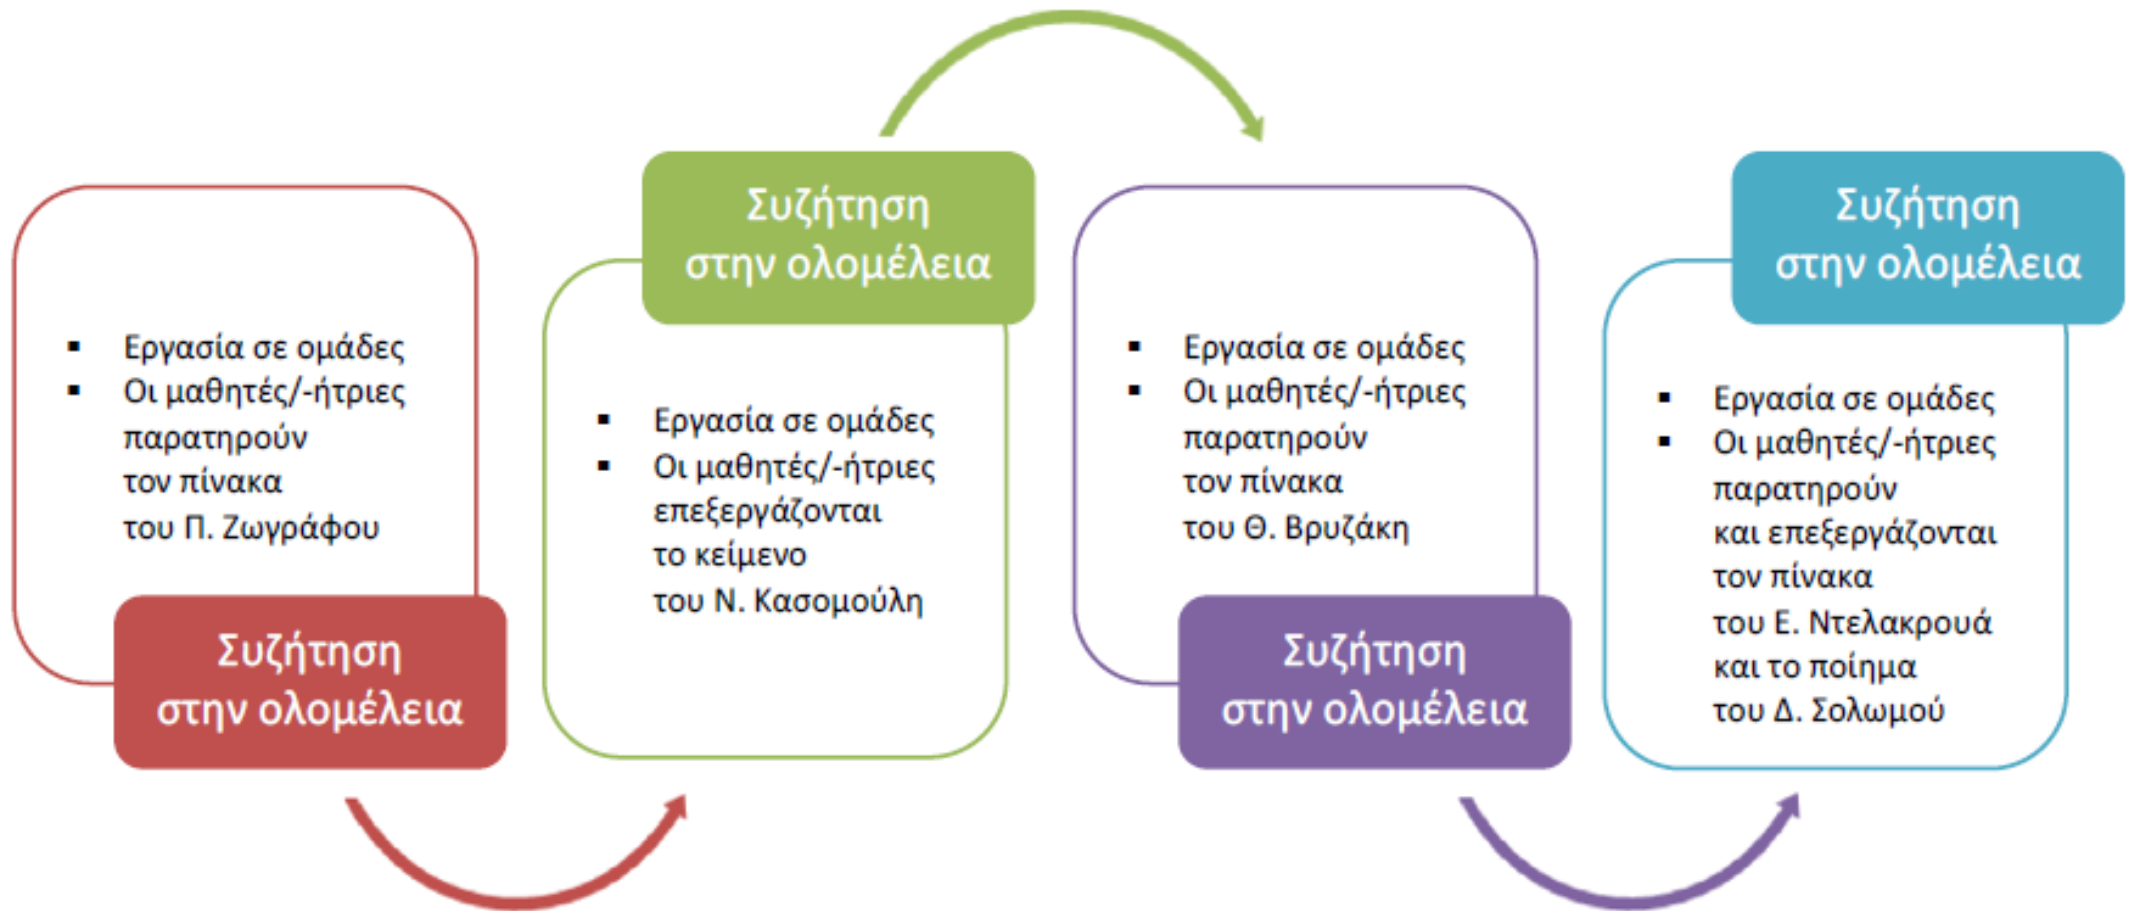 ▪ Εργασία σε ομάδες
▪ Οι μαθητές/-ήτριες
παρατηρούν
τον πίνακα
του Π. Ζωγράφου
Συζήτηση
στην ολομέλεια
Συζήτηση
στην ολομέλεια
▪ Εργασία σε ομάδες
▪ Οι μαθητές/-ήτριες
επεξεργάζονται
το κείμενο
του Ν. Κασομούλη
▪ Εργασία σε ομάδες
▪ Οι μαθητές/-ήτριες
παρατηρούν
τον πίνακα
του Θ. Βρυζάκη
Συζήτηση
στην ολομέλεια
Συζήτηση
στην ολομέλεια
▪ Εργασία σε ομάδες
▪ Οι μαθητές/-ήτριες
παρατηρούν
και επεξεργάζονται
τον πίνακα
του Ε. Ντελακρουά
και το ποίημα
του Δ. Σολωμού